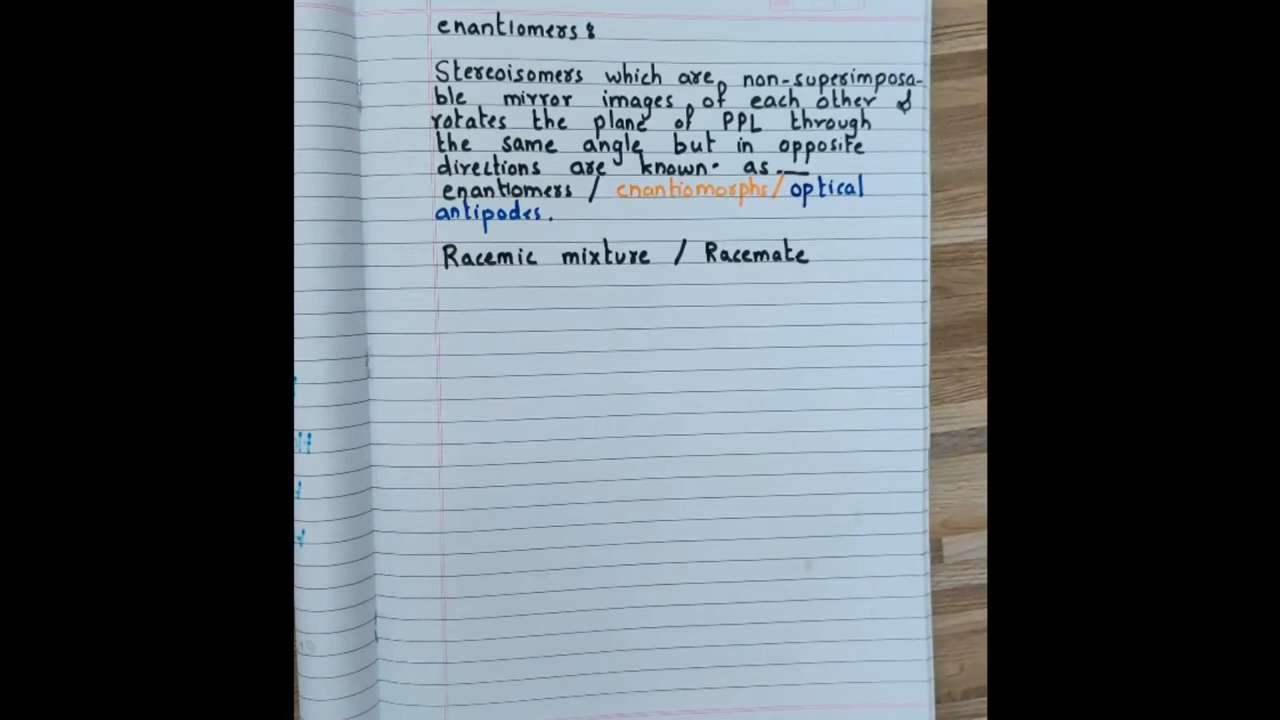 enantiomers :
Stereoisomers which are non-superimposa-
ble mirror images of each other &
rotates the plane of PPL through
the same angle but in opposite
directions are known as
enantiomers / enantiomorphs/ optical
antipodes.
Racemic mixture / Racemate